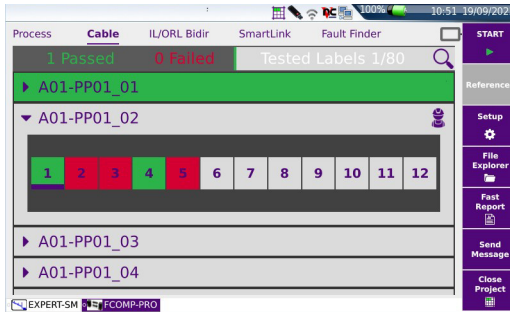 100% 10:51 19/09/202
Process Cable IL/ORL Bidir SmartLink Fault Finder
START
1 Passed 0 Failed Tested Labels 1/80
A01-PP01_01
Reference
A01-PP01_02
Setup
1 2 3 4 5 6 7 8 9 10 11 12
File
Explorer
Fast
Report
A01-PP01_03
Send
Message
A01-PP01_04
Close
Project
EXPERT-SM FCOMP-PRO